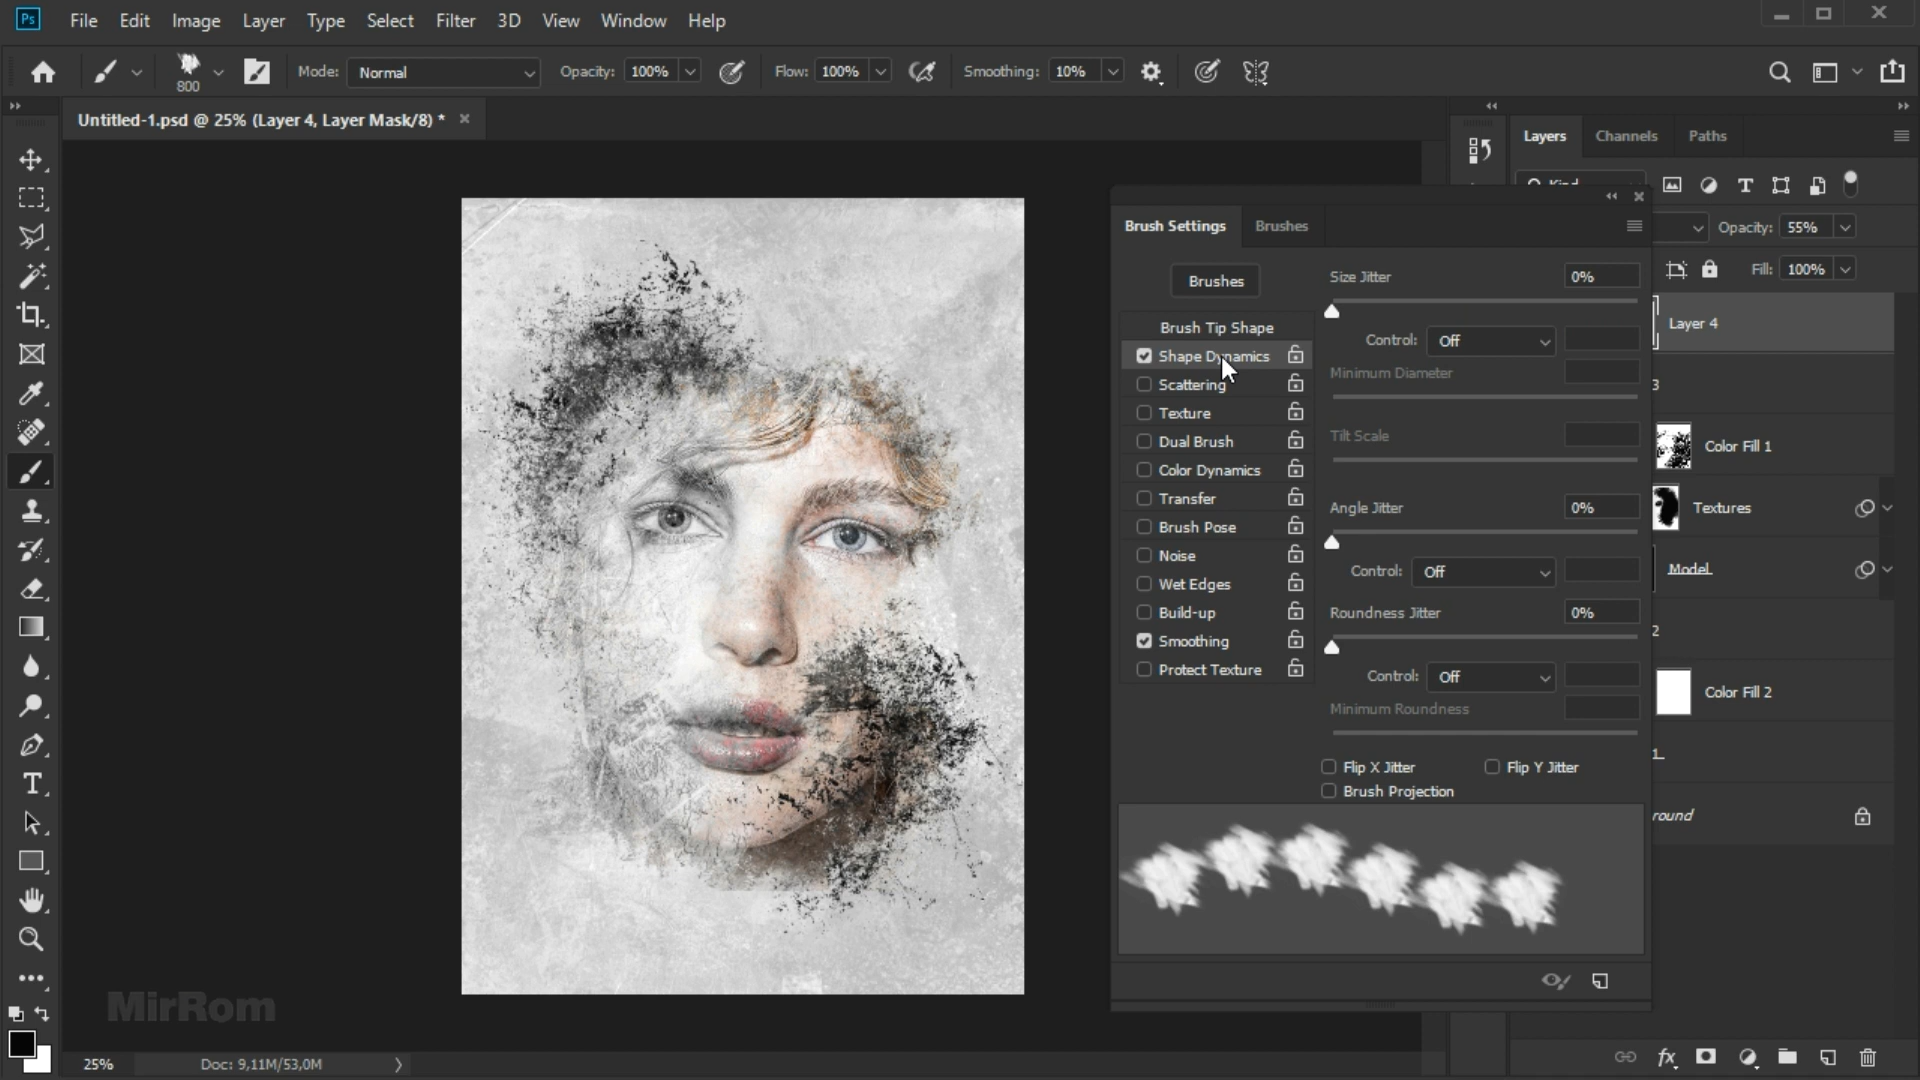 Ps File Edit Image Layer Type Select Filter 3D View Window Help
800 Mode: Normal Opacity: 100% Flow: 100% Smoothing: 10%
Untitled-1.psd @ 25% (Layer 4, Layer Mask/8) *
Layers Channels Paths
Brush Settings Brushes
Opacity: 55%
Fill: 100%
Brushes
Brush Tip Shape
Shape Dynamics
Scattering
Texture
Dual Brush
Color Dynamics
Transfer
Brush Pose
Noise
Wet Edges
Build-up
Smoothing
Protect Texture
Size Jitter 0%
Control: Off
Minimum Diameter
Tilt Scale
Angle Jitter 0%
Control: Off
Roundness Jitter 0%
Control: Off
Minimum Roundness
Flip X Jitter Flip Y Jitter
Brush Projection
Layer 4
3
Color Fill 1
Textures
Model
2
Color Fill 2
1
round
fx
MirRom
25% Doc: 9,11M/53,0M